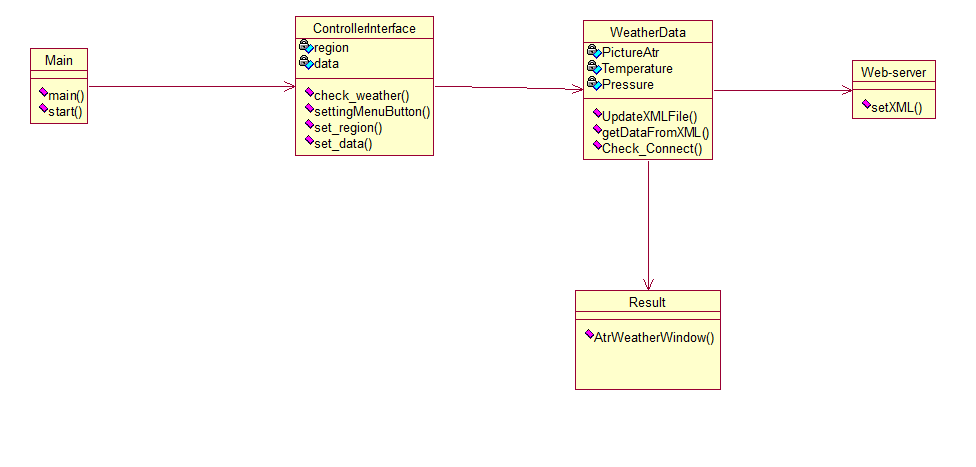 Main
main()
start()
ControllerInterface
region
data
check_weather()
settingMenuButton()
set_region()
set_data()
WeatherData
PictureAtr
Temperature
Pressure
UpdateXMLFile()
getDataFromXML()
Check_Connect()
Web-server
setXML()
Result
AtrWeatherWindow()